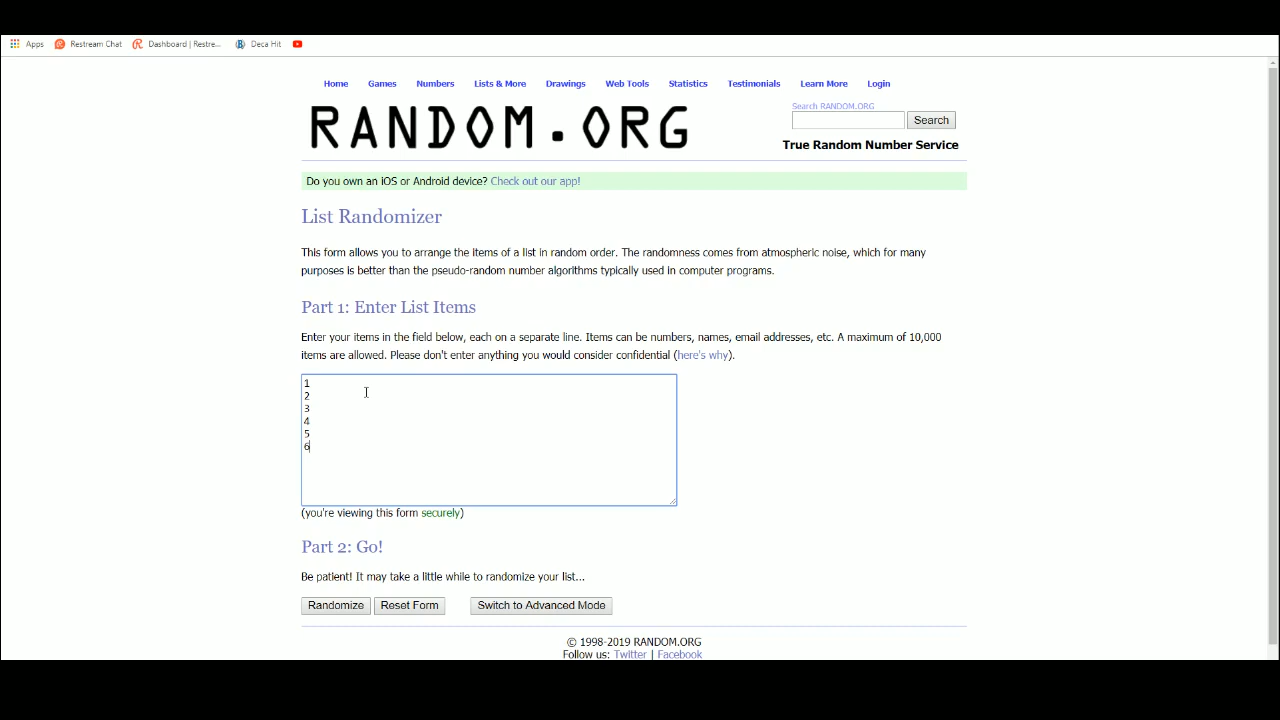 Apps Restream Chat Dashboard | Restre... Deca Hit
Home Games Numbers Lists & More Drawings Web Tools Statistics Testimonials Learn More Login
RANDOM.ORG
Search RANDOM.ORG
Search
True Random Number Service
Do you own an iOS or Android device? Check out our app!
List Randomizer
This form allows you to arrange the items of a list in random order. The randomness comes from atmospheric noise, which for many
purposes is better than the pseudo-random number algorithms typically used in computer programs.
Part 1: Enter List Items
Enter your items in the field below, each on a separate line. Items can be numbers, names, email addresses, etc. A maximum of 10,000
items are allowed. Please don't enter anything you would consider confidential (here's why).
1
2
3
4
5
6
(you're viewing this form securely)
Part 2: Go!
Be patient! It may take a little while to randomize your list...
Randomize Reset Form Switch to Advanced Mode
© 1998-2019 RANDOM.ORG
Follow us: Twitter | Facebook